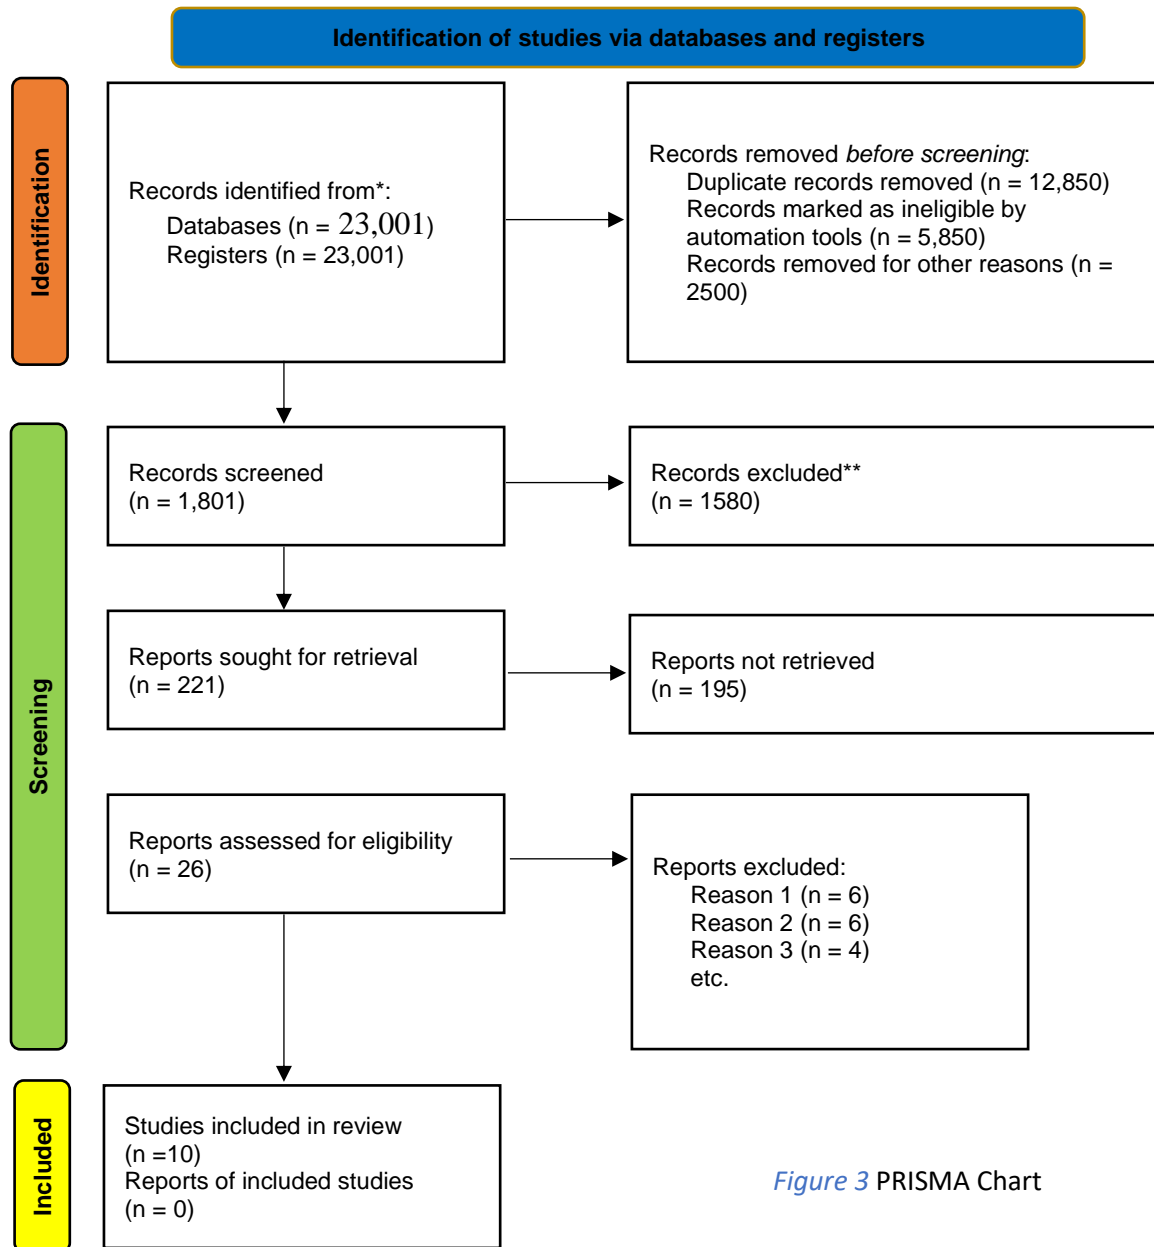 Identification of studies via databases and registers
Identification
Records identified from*:
Databases (n = 23,001)
Registers (n = 23,001)
Records removed before screening:
Duplicate records removed (n = 12,850)
Records marked as ineligible by
automation tools (n = 5,850)
Records removed for other reasons (n =
2500)
Screening
Records screened
(n = 1,801)
Records excluded**
(n = 1580)
Reports sought for retrieval
(n = 221)
Reports not retrieved
(n = 195)
Reports assessed for eligibility
(n = 26)
Reports excluded:
Reason 1 (n = 6)
Reason 2 (n = 6)
Reason 3 (n = 4)
etc.
Included
Studies included in review
(n =10)
Reports of included studies
(n = 0)
Figure 3 PRISMA Chart